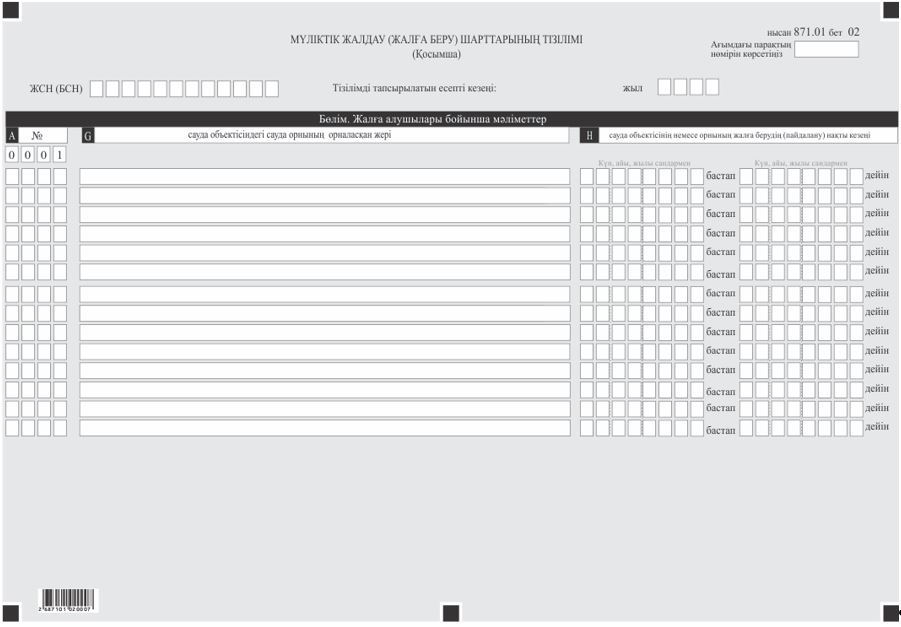 нысан 871.01 бет 02
МҮЛІКТІК ЖАЛДАУ (ЖАЛҒА БЕРУ) ШАРТТАРЫНЫҢ ТІЗІЛІМІ
(Қосымша)
Ағымдағы парақтың
нөмірін көрсетіңіз
ЖСН (БСН) Тізілімді тапсырылатын есепті кезеңі: жыл
Бөлім. Жалға алушылары бойынша мәліметтер
A № G сауда объектісіндегі сауда орнының орналасқан жері H сауда объектісінің немесе орнының жалға берудің (пайдалану) нақты кезеңі
0 0 0 1
Күн, айы, жылы сандармен Күн, айы, жылы сандармен
бастап дейін
бастап дейін
бастап дейін
бастап дейін
бастап дейін
бастап дейін
бастап дейін
бастап дейін
бастап дейін
бастап дейін
бастап дейін
бастап дейін
бастап дейін
бастап дейін
2 687101 020007